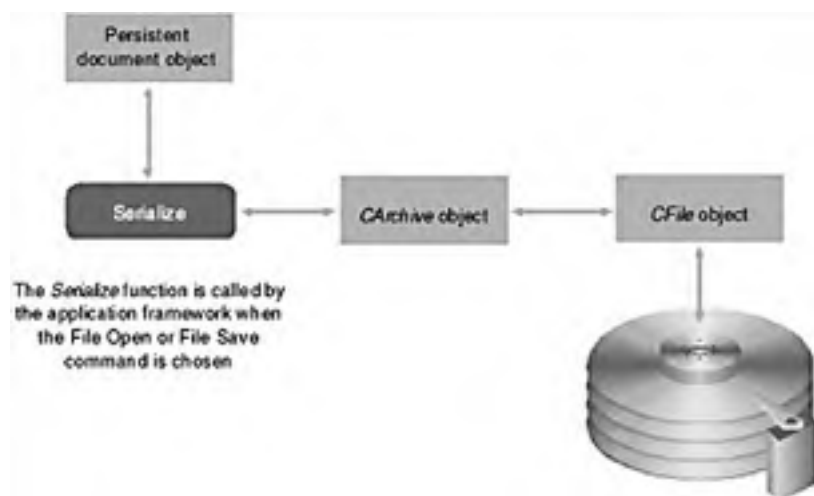 Persistent
document object
Serialize
CArchive object
CFile object
The Serialize function is called by
the application framework when
the File Open or File Save
command is chosen